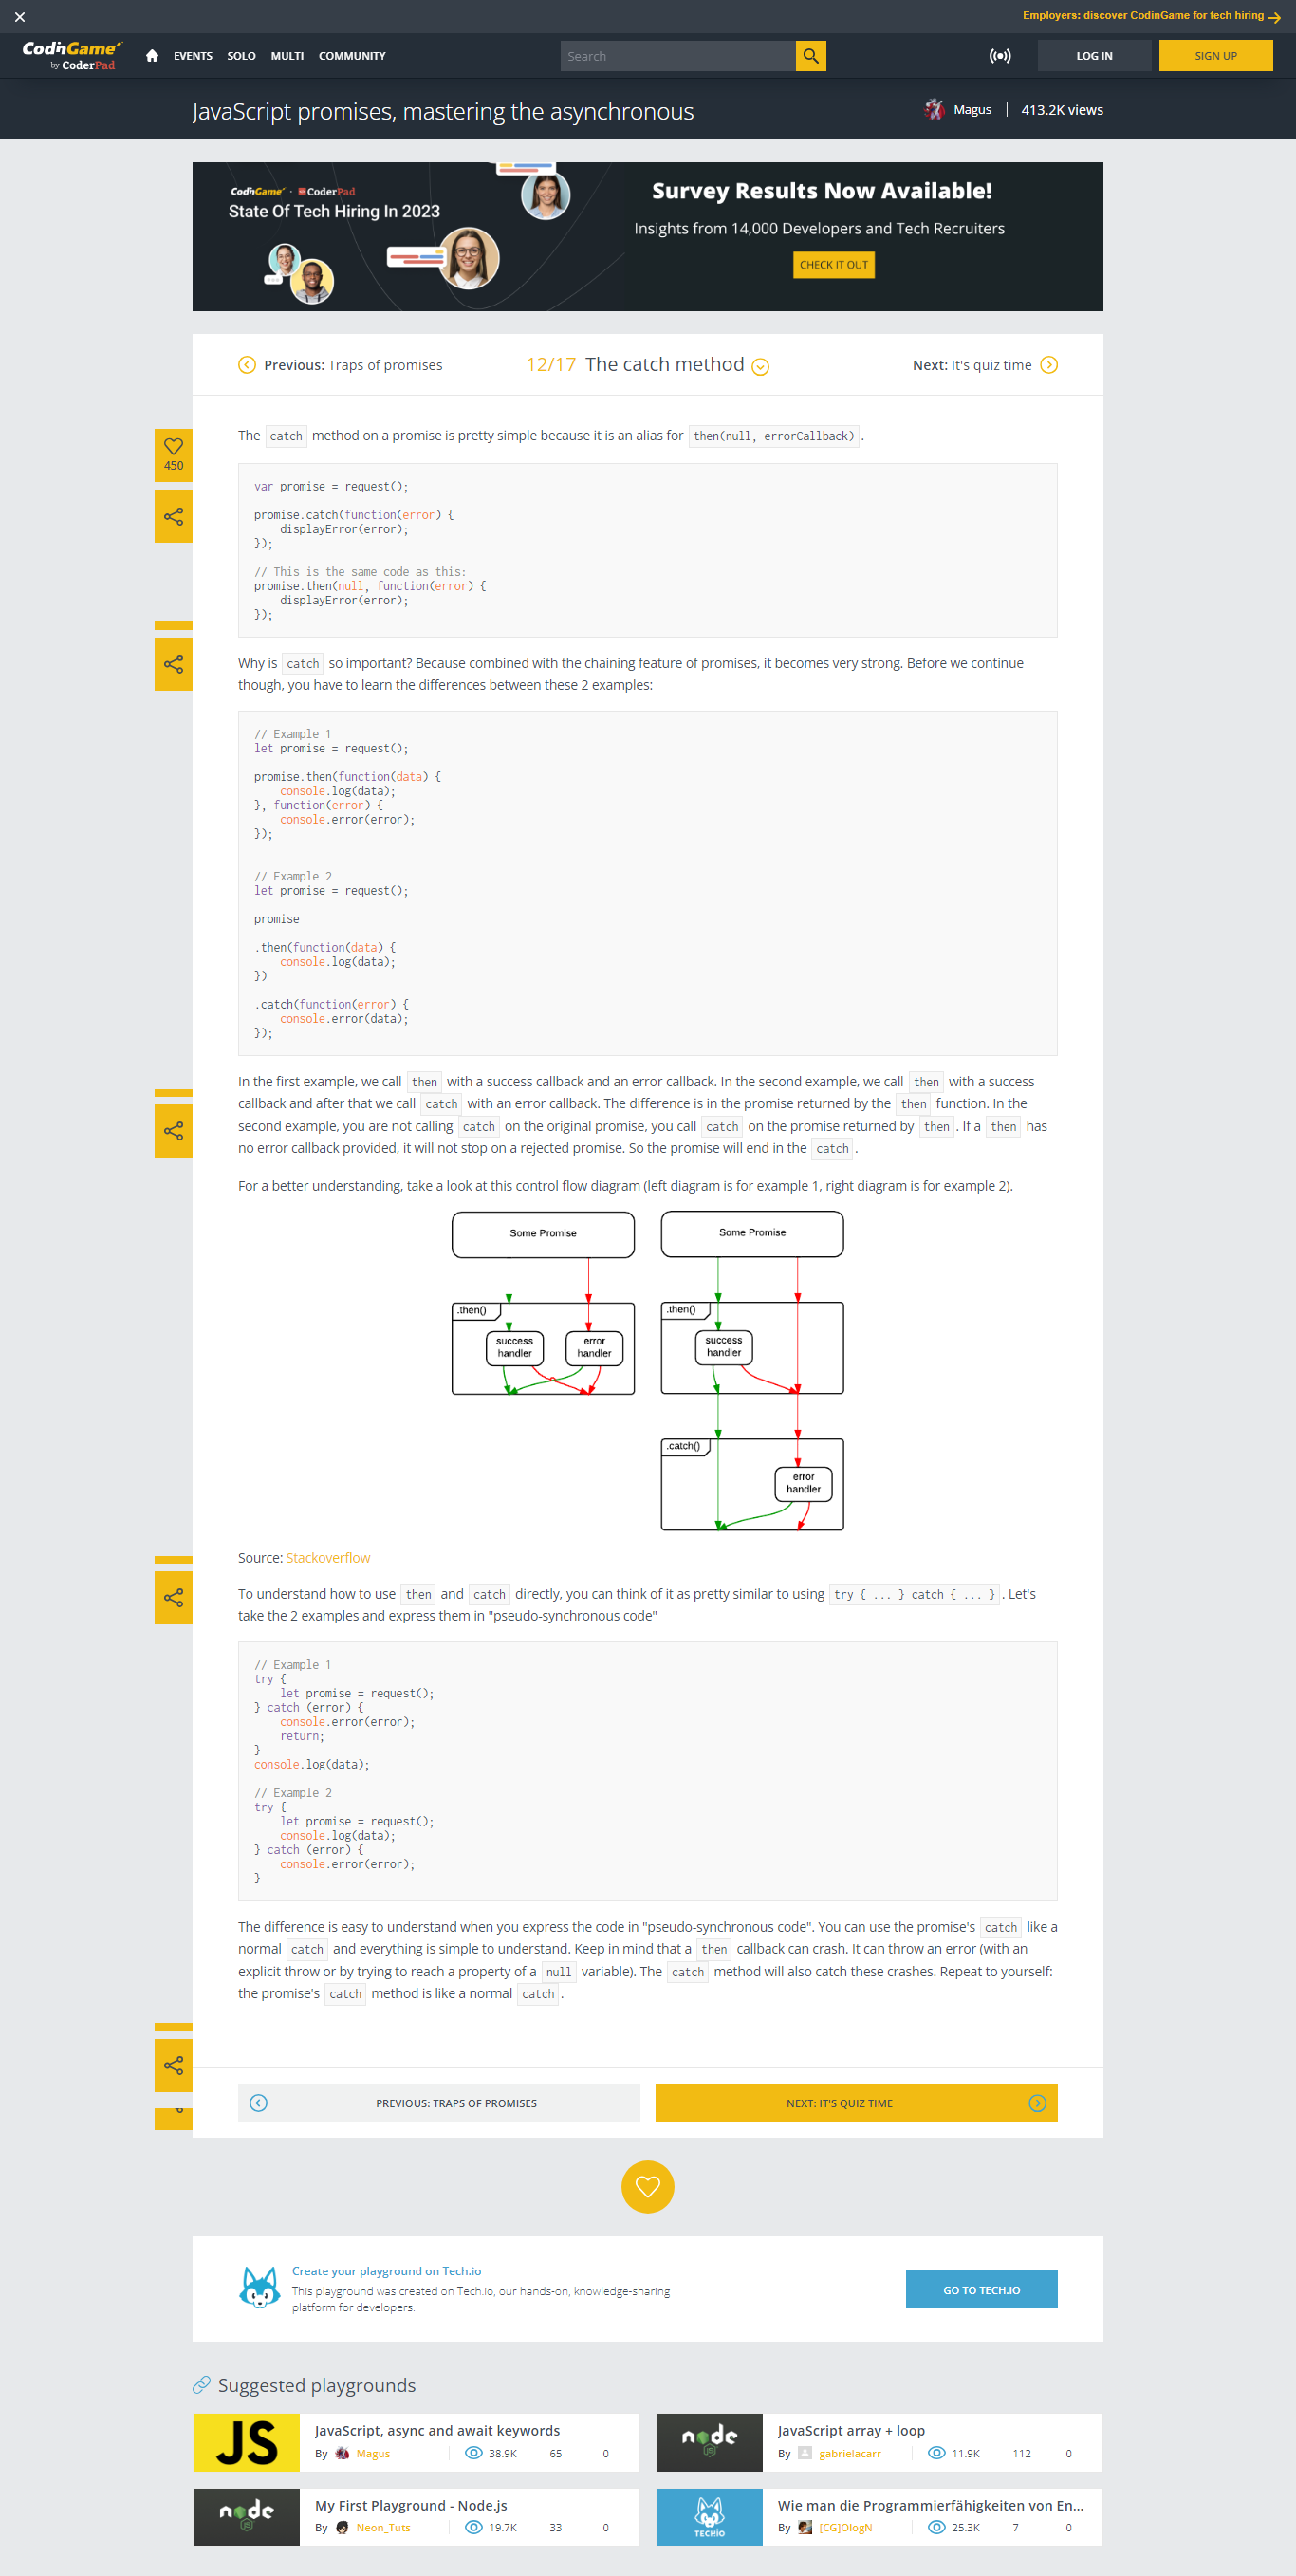 Employers: discover CodinGame for tech hiring
CodinGame
by CoderPad
EVENTS SOLO MULTI COMMUNITY
Search
LOG IN
SIGN UP
JavaScript promises, mastering the asynchronous
Magus
413.2K views
CodinGame · CoderPad
State Of Tech Hiring In 2023
Survey Results Now Available!
Insights from 14,000 Developers and Tech Recruiters
CHECK IT OUT
Previous: Traps of promises
12/17 The catch method
Next: It's quiz time
450
The catch method on a promise is pretty simple because it is an alias for then(null, errorCallback).
var promise = request();
promise.catch(function(error) {
displayError(error);
});
// This is the same code as this:
promise.then(null, function(error) {
displayError(error);
});
Why is catch so important? Because combined with the chaining feature of promises, it becomes very strong. Before we continue
though, you have to learn the differences between these 2 examples:
// Example 1
let promise = request();
promise.then(function(data) {
console.log(data);
}, function(error) {
console.error(error);
});
// Example 2
let promise = request();
promise
.then(function(data) {
console.log(data);
})
.catch(function(error) {
console.error(data);
});
In the first example, we call then with a success callback and an error callback. In the second example, we call then with a success
callback and after that we call catch with an error callback. The difference is in the promise returned by the then function. In the
second example, you are not calling catch on the original promise, you call catch on the promise returned by then. If a then has
no error callback provided, it will not stop on a rejected promise. So the promise will end in the catch.
For a better understanding, take a look at this control flow diagram (left diagram is for example 1, right diagram is for example 2).
Some Promise
.then()
success
handler
error
handler
Some Promise
.then()
success
handler
.catch()
error
handler
Source: Stackoverflow
To understand how to use then and catch directly, you can think of it as pretty similar to using try { ... } catch { ... }. Let's
take the 2 examples and express them in "pseudo-synchronous code"
// Example 1
try {
let promise = request();
} catch (error) {
console.error(error);
return;
}
console.log(data);
// Example 2
try {
let promise = request();
console.log(data);
} catch (error) {
console.error(error);
}
The difference is easy to understand when you express the code in "pseudo-synchronous code". You can use the promise's catch like a
normal catch and everything is simple to understand. Keep in mind that a then callback can crash. It can throw an error (with an
explicit throw or by trying to reach a property of a null variable). The catch method will also catch these crashes. Repeat to yourself:
the promise's catch method is like a normal catch.
PREVIOUS: TRAPS OF PROMISES
NEXT: IT'S QUIZ TIME
Create your playground on Tech.io
This playground was created on Tech.io, our hands-on, knowledge-sharing
platform for developers.
GO TO TECH.IO
Suggested playgrounds
JS
JavaScript, async and await keywords
By Magus 38.9K 65 0
node
JS
JavaScript array + loop
By gabrielacarr 11.9K 112 0
node
JS
My First Playground - Node.js
By Neon_Tuts 19.7K 33 0
TECHIO
Wie man die Programmierfähigkeiten von En...
By [CG]OlogN 25.3K 7 0